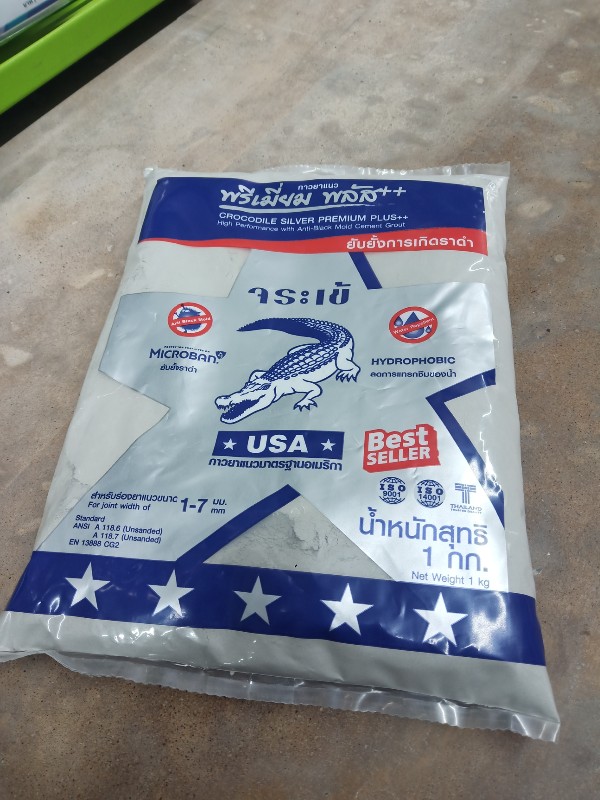 กาวยาแนว
พรีเมี่ยม พลัส++
CROCODILE SILVER PREMIUM PLUS++
High Performance with Anti-Black Mold Cement Grout
ยับยั้งการเกิดราดำ
จระเข้
Anti Black Mold
MICROBAN
ยับยั้งราดำ
HYDROPHOBIC
ลดการแทรกซึมของน้ำ
USA
กาวยาแนวมาตรฐานอเมริกา
Best
SELLER
สำหรับร่องยาแนวขนาด 1-7 มม.
For joint width of mm
Standard
ANSI A 118.6 (Unsanded)
A 118.7 (Unsanded)
EN 13888 CG2
ISO
9001
ISO
14001
THAILAND
น้ำหนักสุทธิ
1 กก.
Net Weight 1 kg